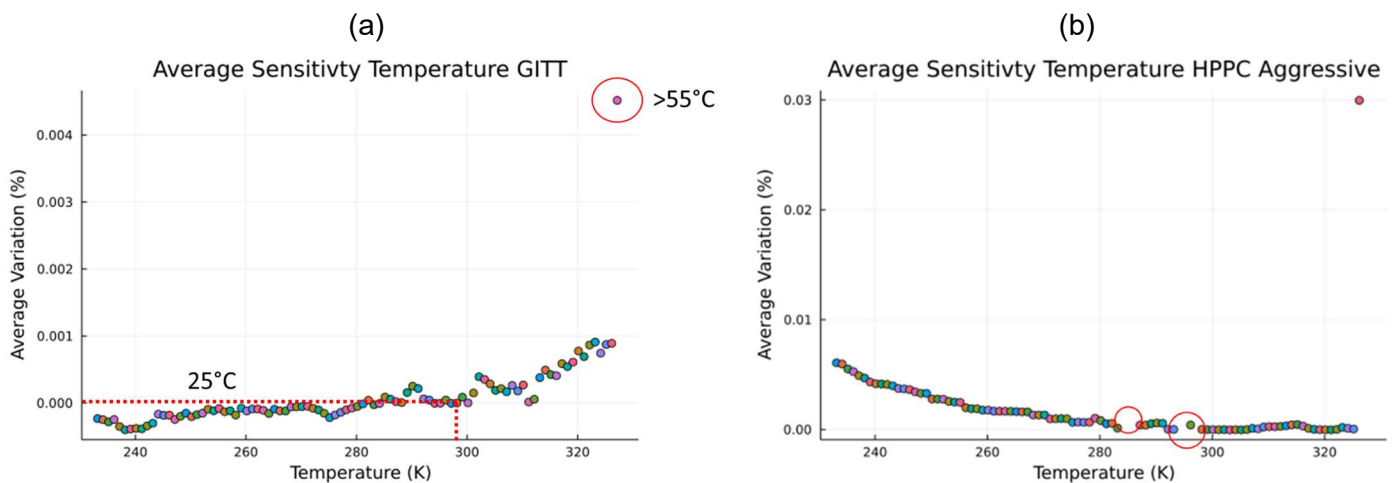 (a)
Average Sensitivty Temperature GITT
>55°C
0.004
0.003
0.002
0.001
0.000
25°C
Average Variation (%)
240
260
280
300
320
Temperature (K)
(b)
Average Sensitivty Temperature HPPC Aggressive
0.03
0.02
0.01
0.00
Average Variation (%)
240
260
280
300
320
Temperature (K)